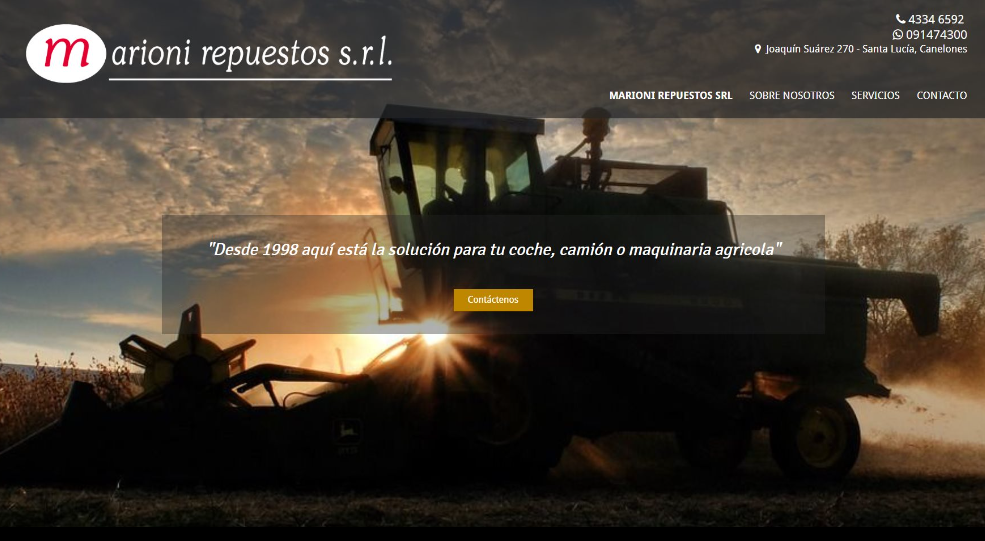 marioni repuestos s.r.l.
4334 6592
091474300
Joaquín Suárez 270 - Santa Lucía, Canelones
MARIONI REPUESTOS SRL SOBRE NOSOTROS SERVICIOS CONTACTO
"Desde 1998 aquí está la solución para tu coche, camión o maquinaria agricola"
Contáctenos